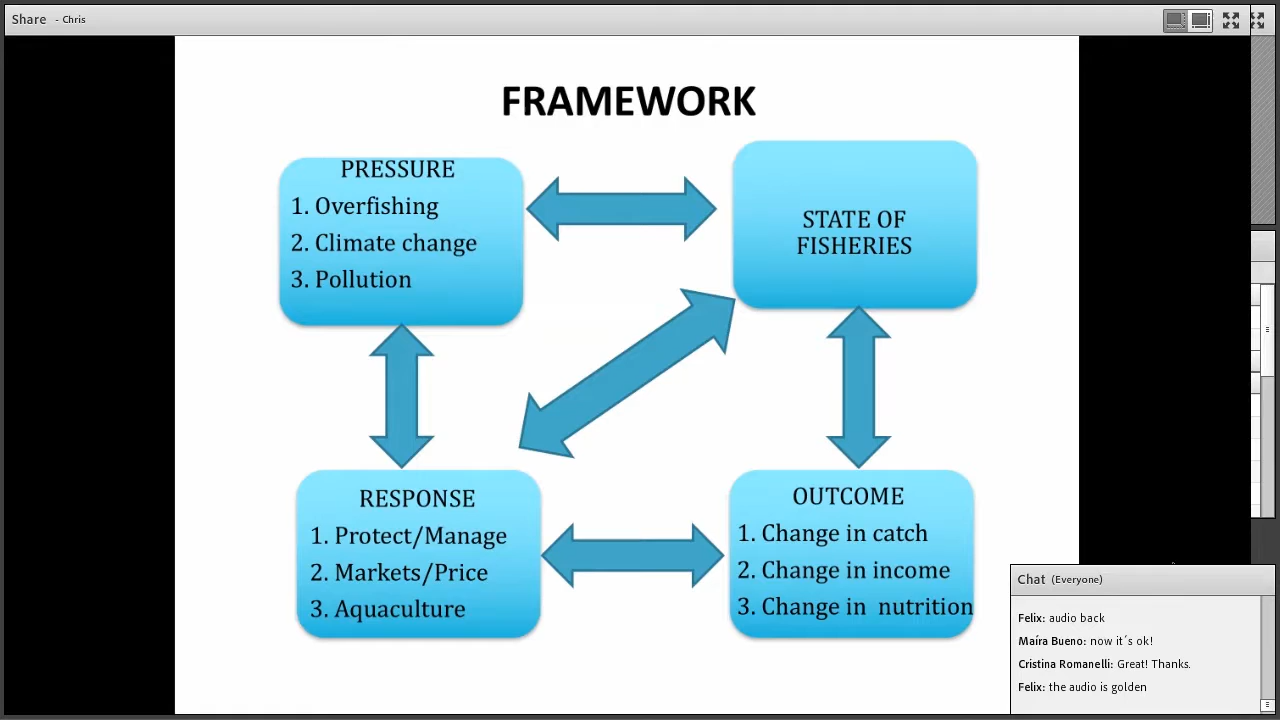 Share - Chris
FRAMEWORK
PRESSURE
1. Overfishing
2. Climate change
3. Pollution
STATE OF
FISHERIES
RESPONSE
1. Protect/Manage
2. Markets/Price
3. Aquaculture
OUTCOME
1. Change in catch
2. Change in income
3. Change in  nutrition
Chat (Everyone)
Felix: audio back
Maíra Bueno: now it´s ok!
Cristina Romanelli: Great! Thanks.
Felix: the audio is golden